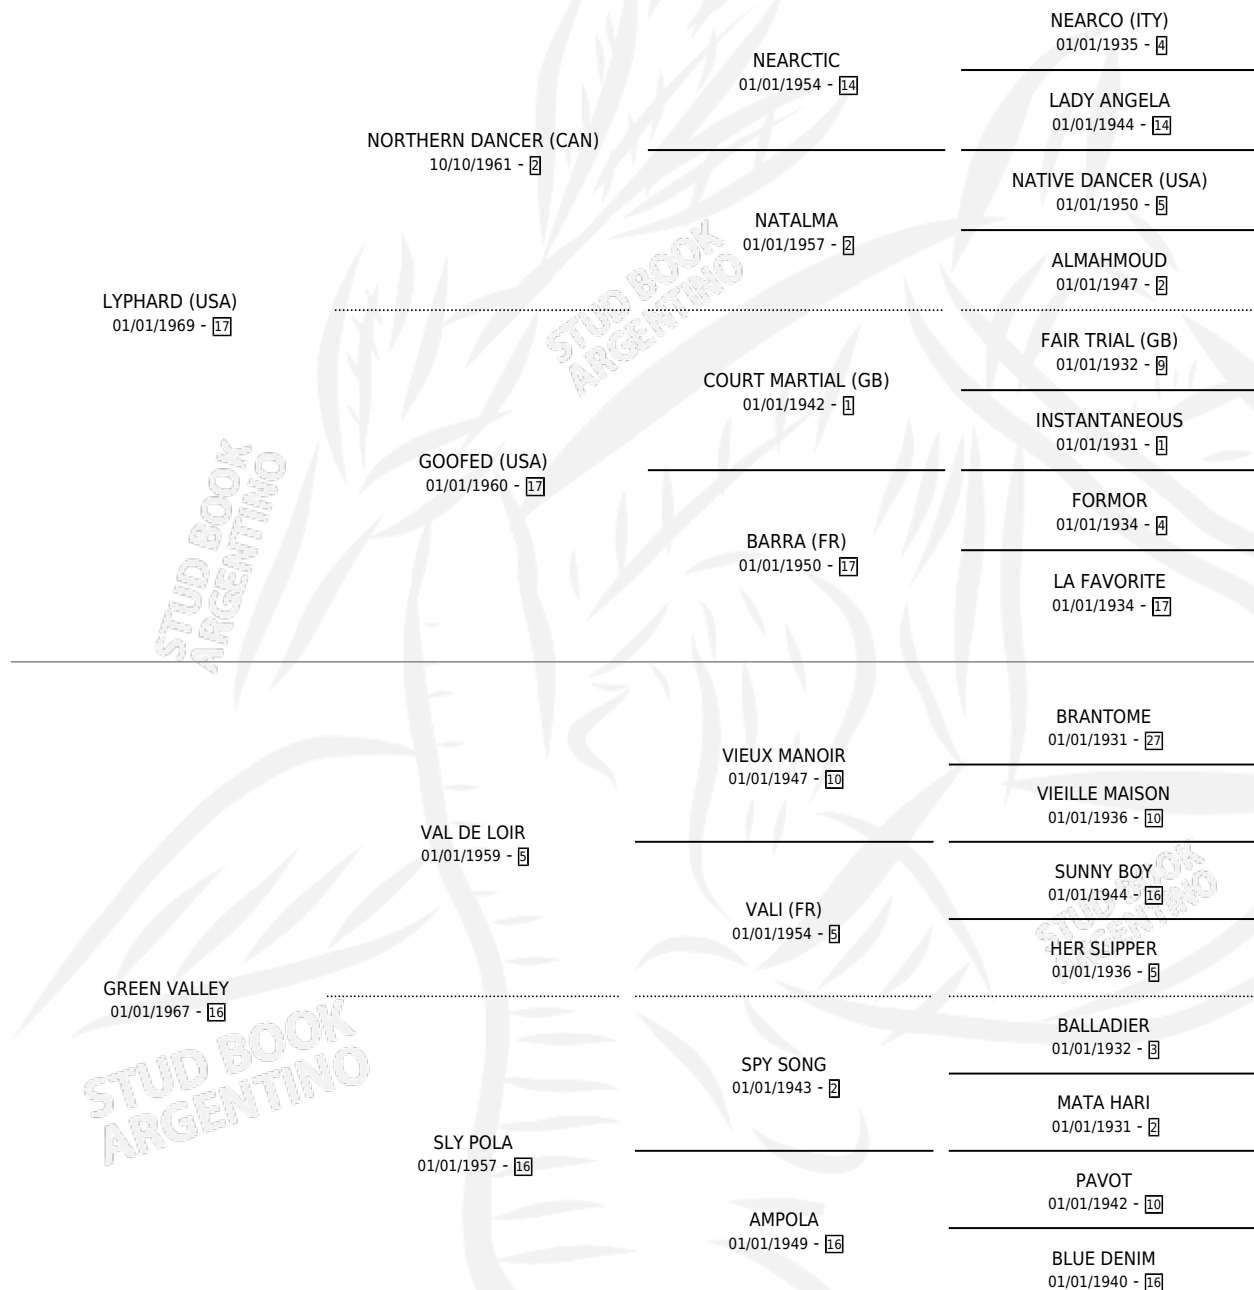 NEARCO (ITY)
01/01/1935 - 4
NEARCTIC
01/01/1954 - 14
LADY ANGELA
01/01/1944 - 14
NORTHERN DANCER (CAN)
10/10/1961 - 2
NATIVE DANCER (USA)
01/01/1950 - 5
NATALMA
01/01/1957 - 2
ALMAHMOUD
01/01/1947 - 2
LYPHARD (USA)
01/01/1969 - 17
STUD BOOK
ARGENTINO
FAIR TRIAL (GB)
01/01/1932 - 9
COURT MARTIAL (GB)
01/01/1942 - 1
INSTANTANEOUS
01/01/1931 - 1
GOOFED (USA)
01/01/1960 - 17
FORMOR
01/01/1934 - 4
BARRA (FR)
01/01/1950 - 17
LA FAVORITE
01/01/1934 - 17
STUD BOOK
ARGENTINO
BRANTOME
01/01/1931 - 27
VIEUX MANOIR
01/01/1947 - 10
VIEILLE MAISON
01/01/1936 - 10
VAL DE LOIR
01/01/1959 - 5
SUNNY BOY
01/01/1944 - 16
VALI (FR)
01/01/1954 - 5
STUD BOOK
ARGENTINO
HER SLIPPER
01/01/1936 - 5
GREEN VALLEY
01/01/1967 - 16
STUD BOOK
ARGENTINO
BALLADIER
01/01/1932 - 3
SPY SONG
01/01/1943 - 2
MATA HARI
01/01/1931 - 2
SLY POLA
01/01/1957 - 16
PAVOT
01/01/1942 - 10
AMPOLA
01/01/1949 - 16
BLUE DENIM
01/01/1940 - 16